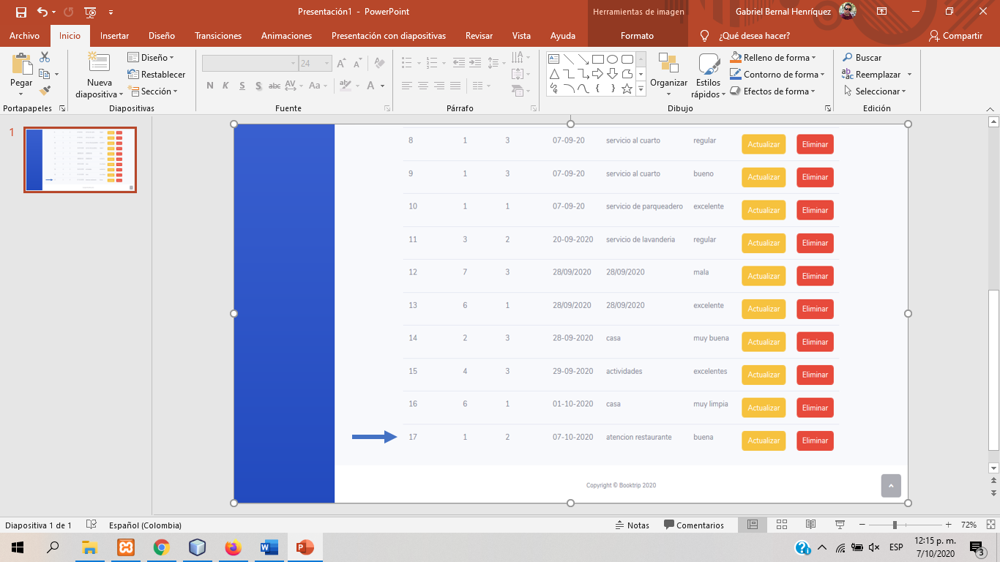 Presentación1 - PowerPoint
Herramientas de imagen
Gabriel Bernal Henríquez
Archivo Inicio Insertar Diseño Transiciones Animaciones Presentación con diapositivas Revisar Vista Ayuda Formato ¿Qué desea hacer? Compartir
Pegar
Nueva diapositiva
Diseño
Restablecer
Sección
24
N K S S abc AV Aa ab A
Organizar
Estilos rápidos
Relleno de forma
Contorno de forma
Efectos de forma
Buscar
Reemplazar
Seleccionar
Portapapeles Diapositivas Fuente Párrafo Dibujo Edición
1
8 1 3 07-09-20 servicio al cuarto regular Actualizar Eliminar
9 1 3 07-09-20 servicio al cuarto bueno Actualizar Eliminar
10 1 1 07-09-20 servicio de parqueadero excelente Actualizar Eliminar
11 3 2 20-09-2020 servicio de lavanderia regular Actualizar Eliminar
12 7 3 28/09/2020 28/09/2020 mala Actualizar Eliminar
13 6 1 28/09/2020 28/09/2020 excelente Actualizar Eliminar
14 2 3 28-09-2020 casa muy buena Actualizar Eliminar
15 4 3 29-09-2020 actividades excelentes Actualizar Eliminar
16 6 1 01-10-2020 casa muy limpia Actualizar Eliminar
17 1 2 07-10-2020 atencion restaurante buena Actualizar Eliminar
Copyright © Booktrip 2020
Diapositiva 1 de 1 Español (Colombia) Notas Comentarios 72%
ESP
12:15 p. m.
7/10/2020
3